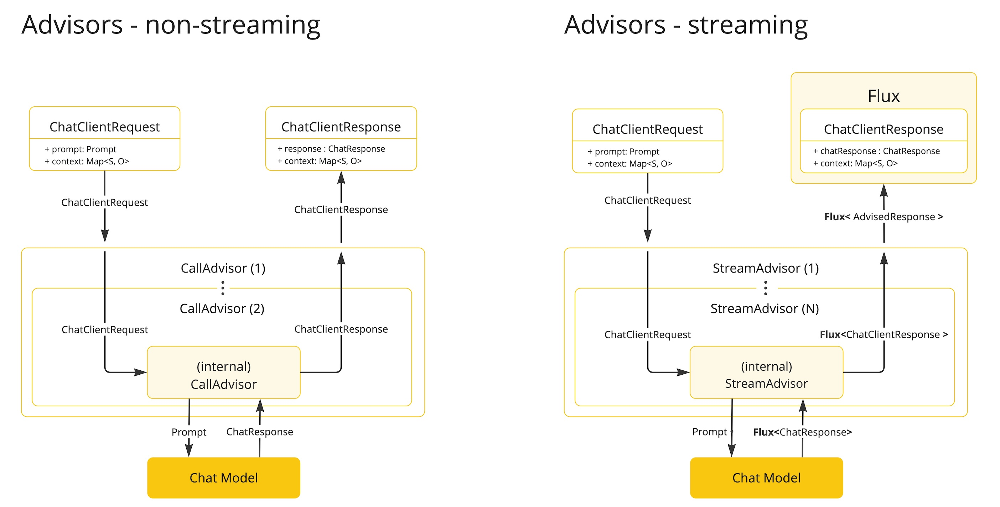 Advisors - non-streaming
ChatClientRequest
+ prompt: Prompt
+ context: Map<S, O>
ChatClientResponse
+ response : ChatResponse
+ context: Map<S, O>
ChatClientRequest
ChatClientResponse
CallAdvisor (1)
CallAdvisor (2)
ChatClientRequest
ChatClientResponse
(internal)
CallAdvisor
Prompt
ChatResponse
Chat Model
Advisors - streaming
ChatClientRequest
+ prompt: Prompt
+ context: Map<S, O>
Flux
ChatClientResponse
+ chatResponse : ChatResponse
+ context: Map<S, O>
ChatClientRequest
Flux< AdvisedResponse >
StreamAdvisor (1)
StreamAdvisor (N)
ChatClientRequest
Flux<ChatClientResponse >
(internal)
StreamAdvisor
Prompt
Flux<ChatResponse>
Chat Model